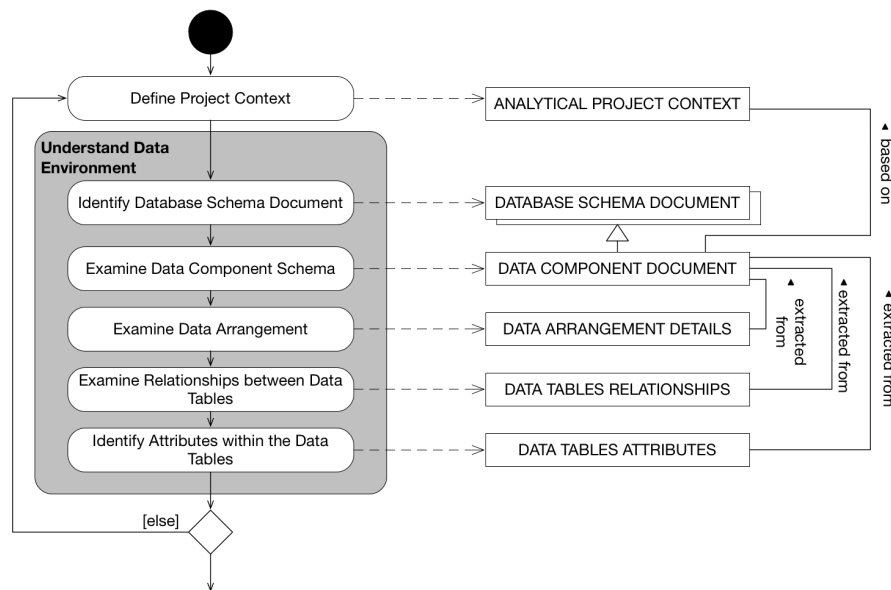 Define Project Context
ANALYTICAL PROJECT CONTEXT
◄ based on
Understand Data
Environment
Identify Database Schema Document
DATABASE SCHEMA DOCUMENT
Examine Data Component Schema
DATA COMPONENT DOCUMENT
Examine Data Arrangement
DATA ARRANGEMENT DETAILS
◄ extracted
from
◄ extracted from
◄ extracted from
Examine Relationships between Data
Tables
DATA TABLES RELATIONSHIPS
Identify Attributes within the Data
Tables
DATA TABLES ATTRIBUTES
[else]